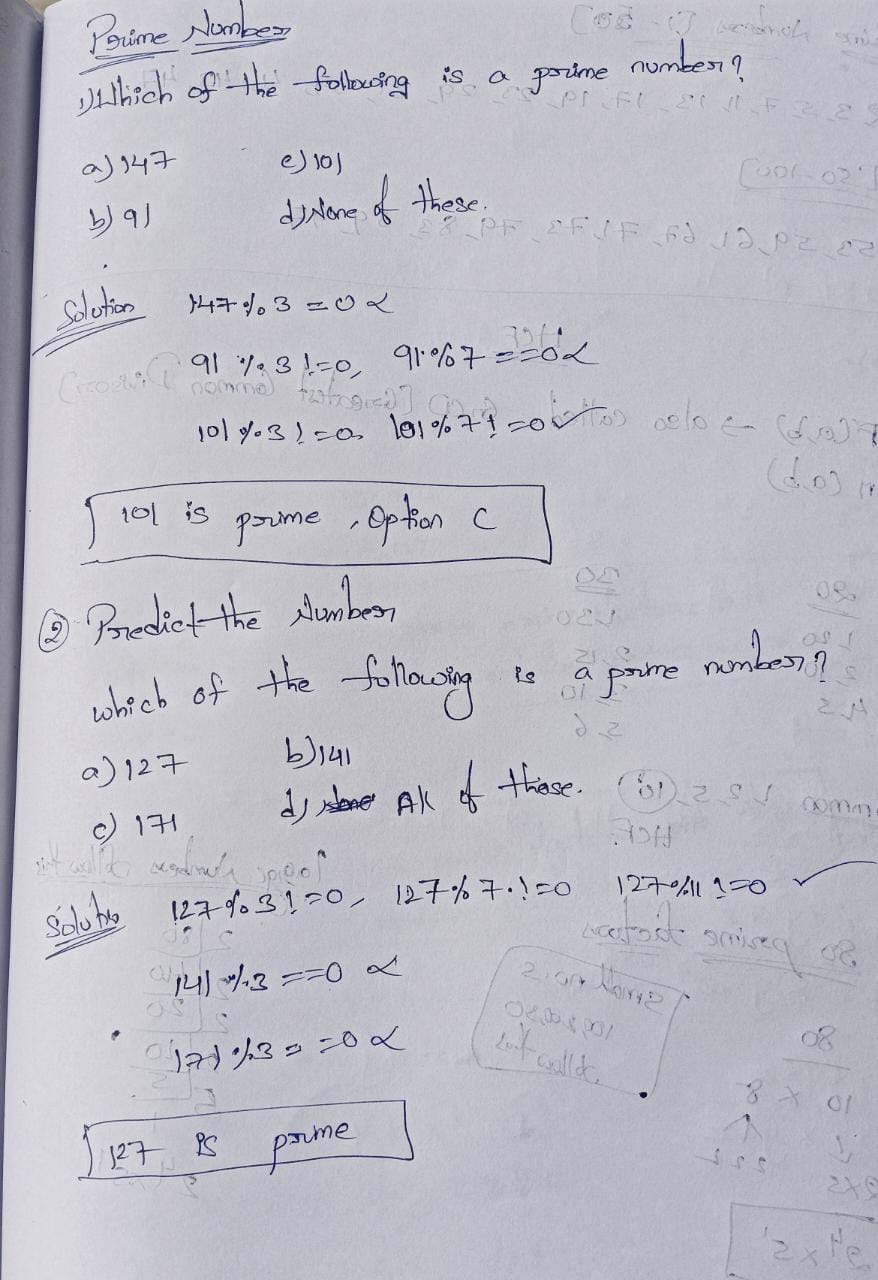 Prime Number
1) Which of the following is a prime number?
a) 147 c) 101
b) 91 d) None of these.
Solution 147 % 3 = 0 x
91 % 3 != 0, 91 % 7 == 0 x
101 % 3 != 0, 101 % 7 != 0 ✓
101 is prime, Option C
② Predict the Number
which of the following is a prime number?
a) 127 b) 141
c) 171 d) All of these.
Solutio 127 % 3 != 0, 127 % 7 != 0 127 % 11 != 0 ✓
141 % 3 == 0 x
171 % 3 == 0 x
127 is prime